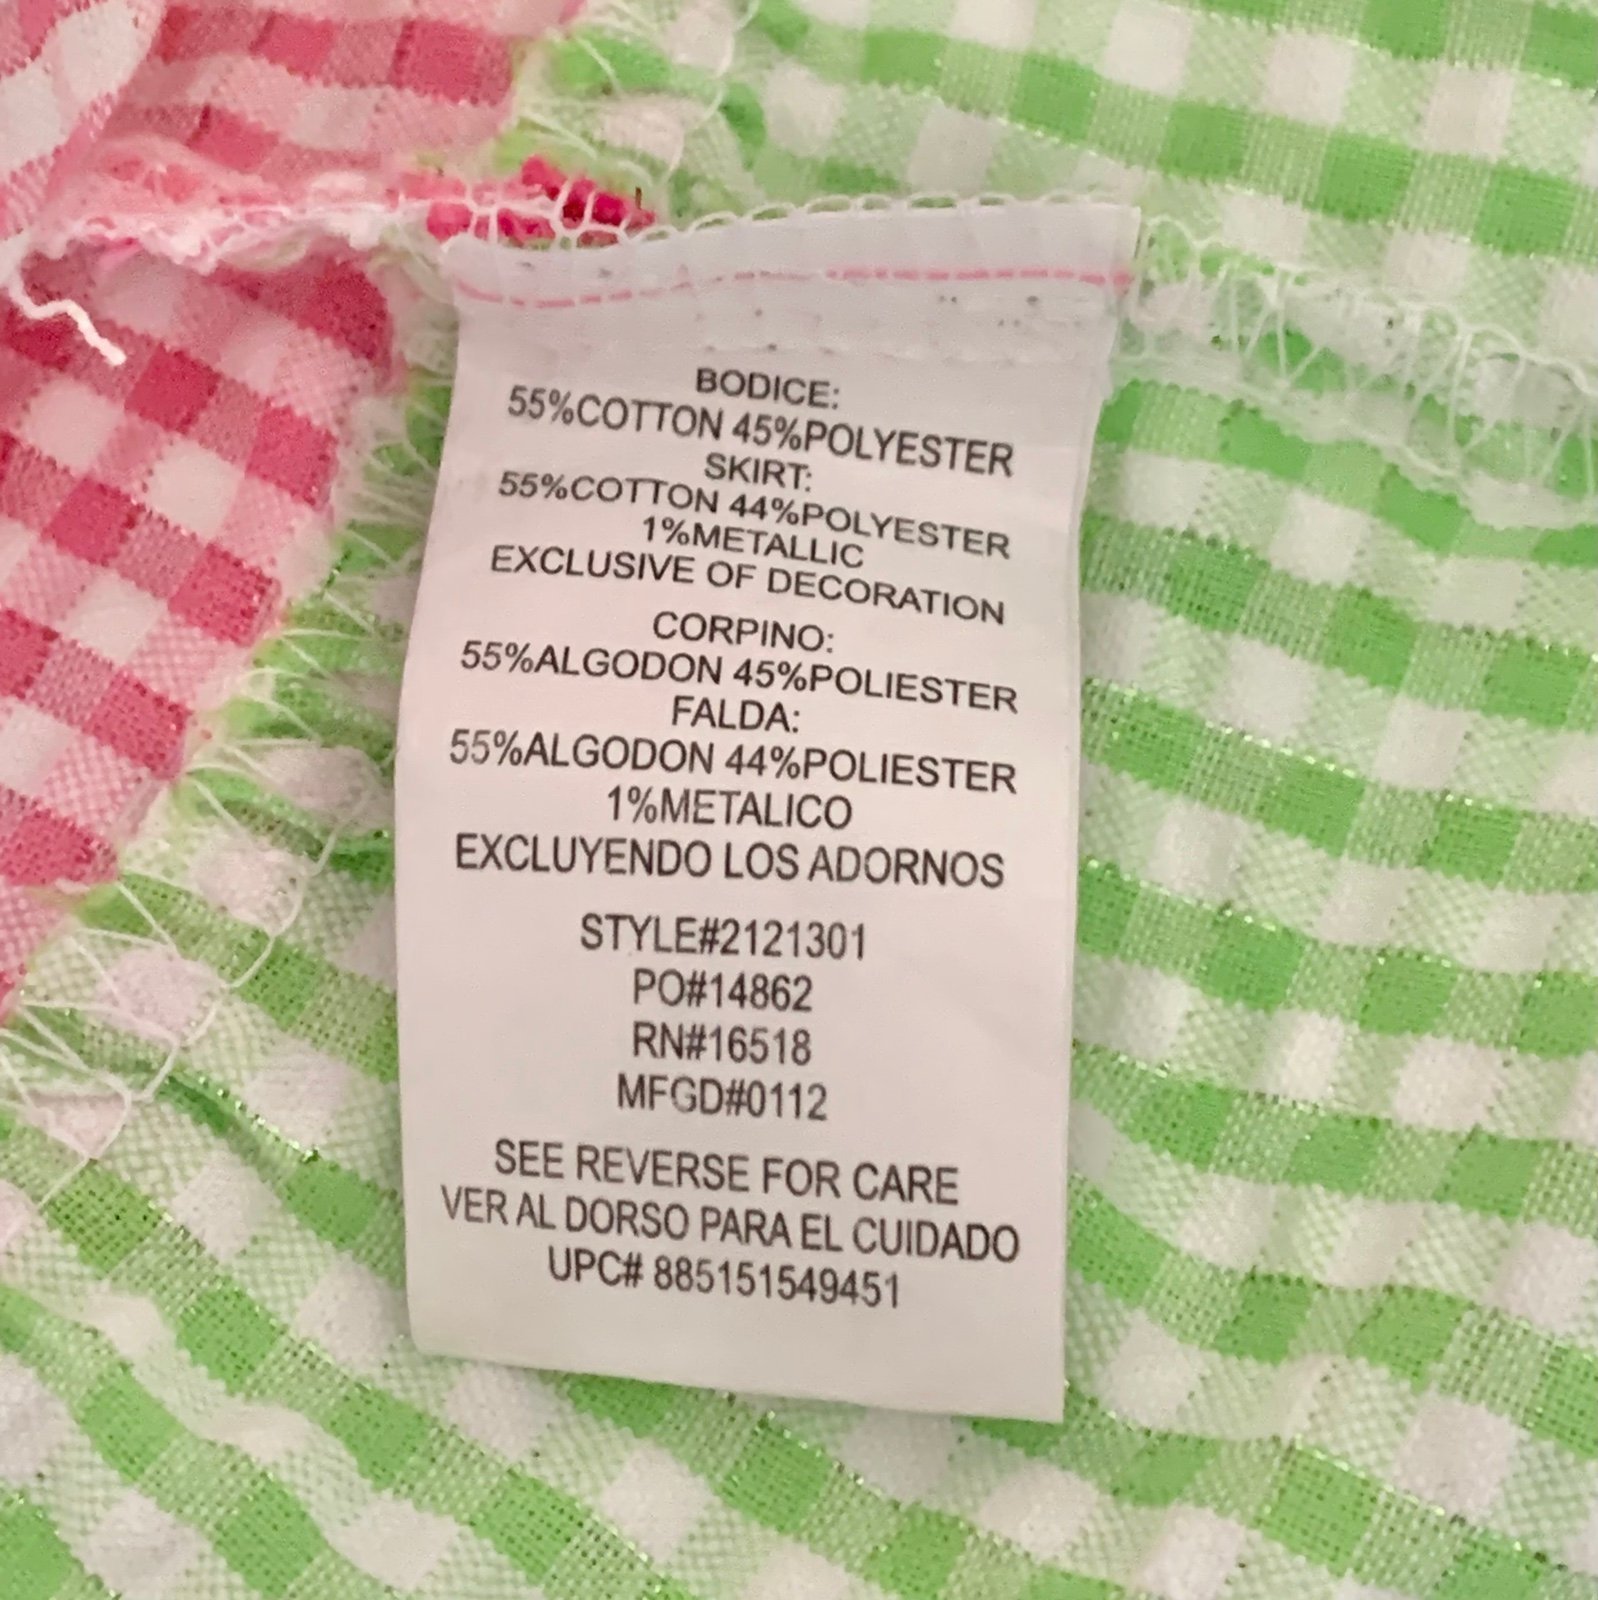 BODICE:
55%COTTON 45%POLYESTER
SKIRT:
55%COTTON 44%POLYESTER
1%METALLIC
EXCLUSIVE OF DECORATION
CORPINO:
55%ALGODON 45%POLIESTER
FALDA:
55%ALGODON 44%POLIESTER
1%METALICO
EXCLUYENDO LOS ADORNOS
STYLE#2121301
PO#14862
RN#16518
MFGD#0112
SEE REVERSE FOR CARE
VER AL DORSO PARA EL CUIDADO
UPC# 885151549451